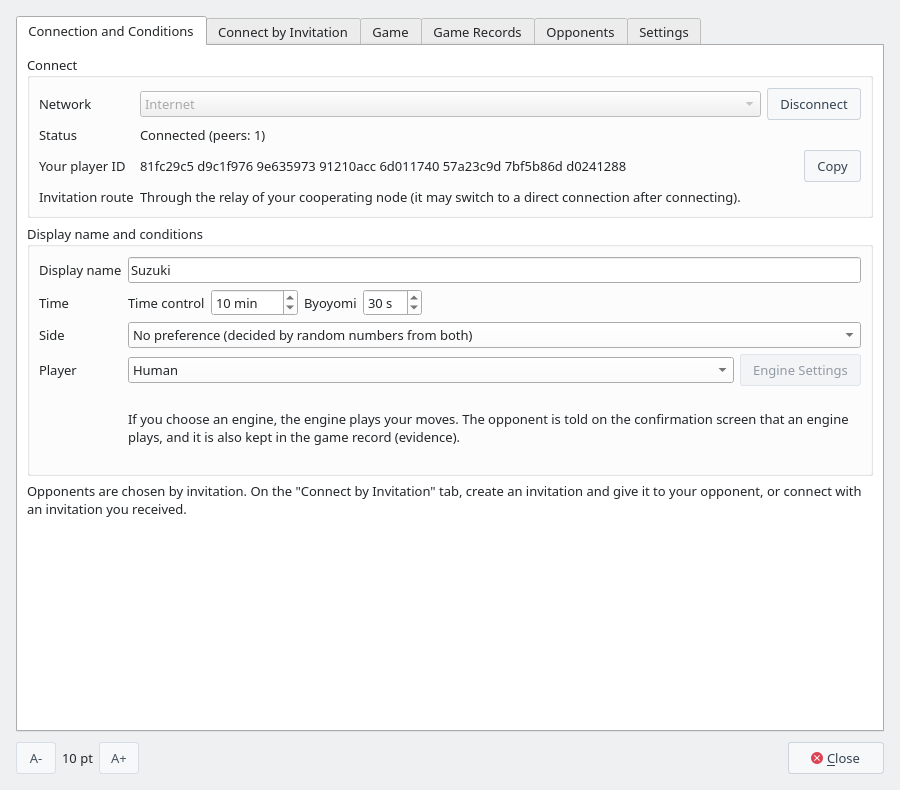 Connection and Conditions
Connect by Invitation
Game
Game Records
Opponents
Settings
Connect
Network
Internet
Disconnect
Status
Connected (peers: 1)
Your player ID
81fc29c5 d9c1f976 9e635973 91210acc 6d011740 57a23c9d 7bf5b86d d0241288
Copy
Invitation route
Through the relay of your cooperating node (it may switch to a direct connection after connecting).
Display name and conditions
Display name
Suzuki
Time
Time control
10 min
Byoyomi
30 s
Side
No preference (decided by random numbers from both)
Player
Human
Engine Settings
If you choose an engine, the engine plays your moves. The opponent is told on the confirmation screen that an engine
plays, and it is also kept in the game record (evidence).
Opponents are chosen by invitation. On the "Connect by Invitation" tab, create an invitation and give it to your opponent, or connect with
an invitation you received.
A-
10 pt
A+
Close